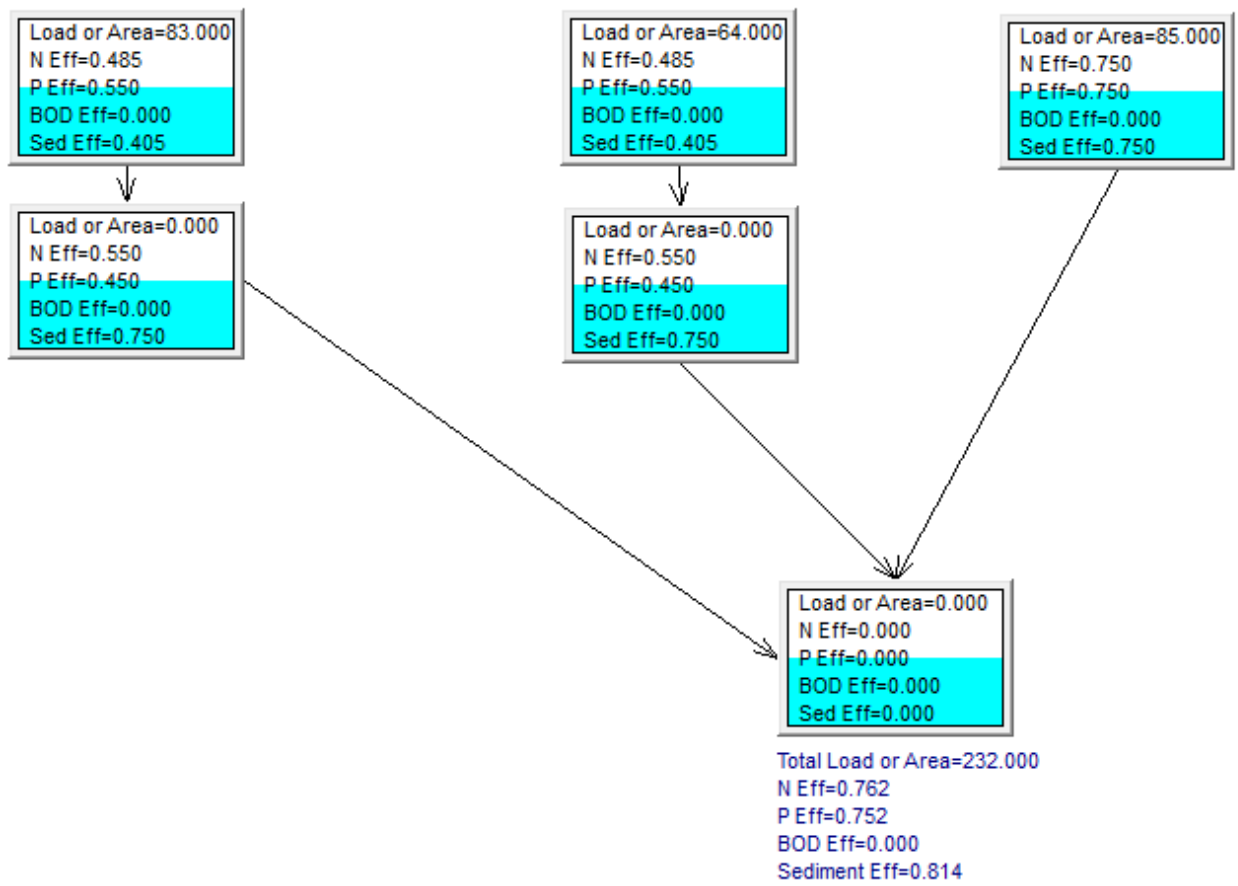 Load or Area=83.000
N Eff=0.485
P Eff=0.550
BOD Eff=0.000
Sed Eff=0.405
Load or Area=64.000
N Eff=0.485
P Eff=0.550
BOD Eff=0.000
Sed Eff=0.405
Load or Area=85.000
N Eff=0.750
P Eff=0.750
BOD Eff=0.000
Sed Eff=0.750
Load or Area=0.000
N Eff=0.550
P Eff=0.450
BOD Eff=0.000
Sed Eff=0.750
Load or Area=0.000
N Eff=0.550
P Eff=0.450
BOD Eff=0.000
Sed Eff=0.750
Load or Area=0.000
N Eff=0.000
P Eff=0.000
BOD Eff=0.000
Sed Eff=0.000
Total Load or Area=232.000
N Eff=0.762
P Eff=0.752
BOD Eff=0.000
Sediment Eff=0.814